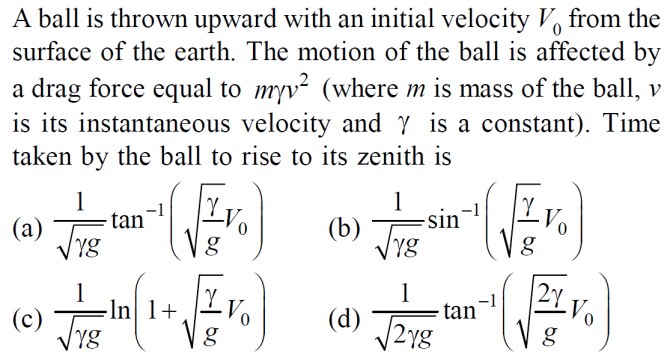 A ball is thrown upward with an initial velocity V₀ from the
surface of the earth. The motion of the ball is affected by
a drag force equal to mγv² (where m is mass of the ball, v
is its instantaneous velocity and γ is a constant). Time
taken by the ball to rise to its zenith is
(a) 1/√(γg) tan⁻¹(√(γ/g) V₀) (b) 1/√(γg) sin⁻¹(√(γ/g) V₀)
(c) 1/√(γg) ln(1+√(γ/g) V₀) (d) 1/√(2γg) tan⁻¹(√(2γ/g) V₀)